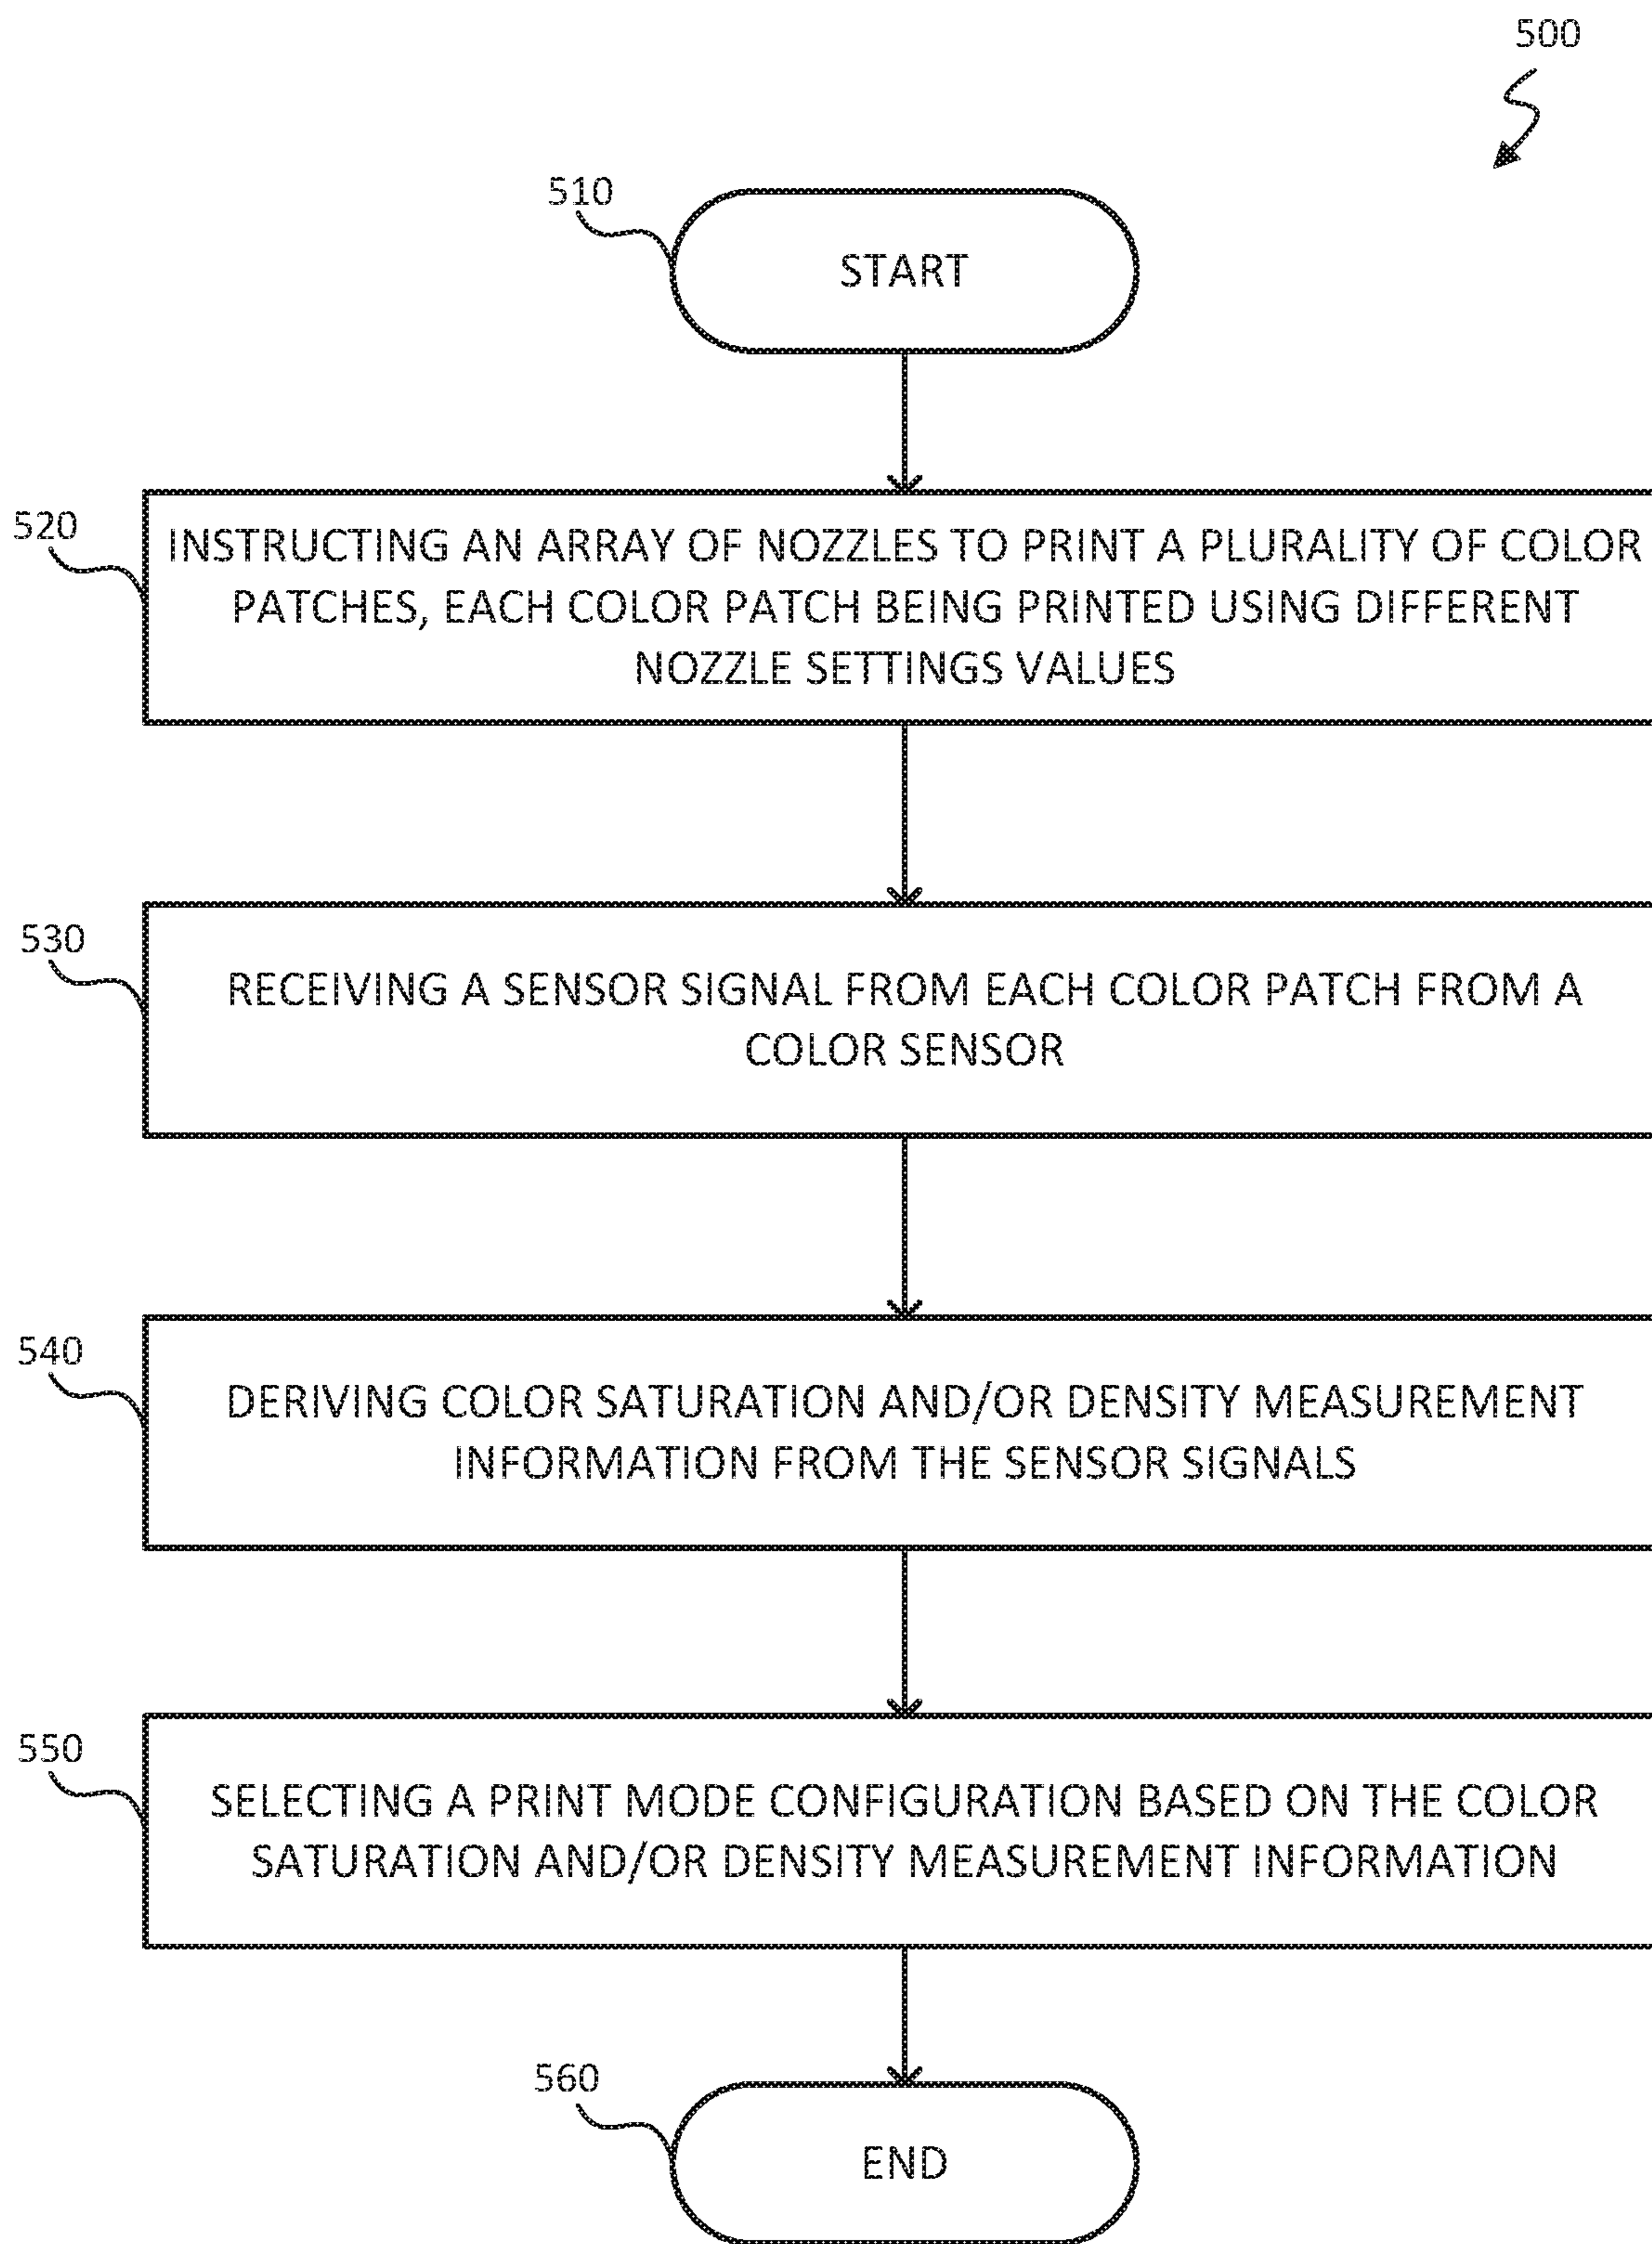 500
510
START
520
INSTRUCTING AN ARRAY OF NOZZLES TO PRINT A PLURALITY OF COLOR
PATCHES, EACH COLOR PATCH BEING PRINTED USING DIFFERENT
NOZZLE SETTINGS VALUES
530
RECEIVING A SENSOR SIGNAL FROM EACH COLOR PATCH FROM A
COLOR SENSOR
540
DERIVING COLOR SATURATION AND/OR DENSITY MEASUREMENT
INFORMATION FROM THE SENSOR SIGNALS
550
SELECTING A PRINT MODE CONFIGURATION BASED ON THE COLOR
SATURATION AND/OR DENSITY MEASUREMENT INFORMATION
560
END